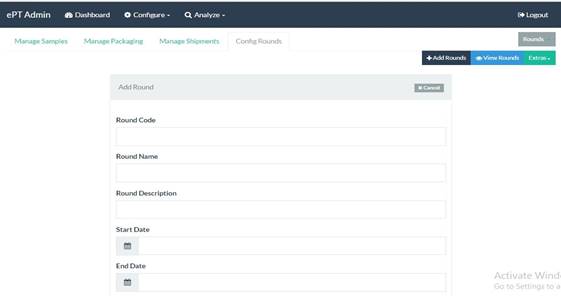 ePT Admin Dashboard Configure Analyze Logout
Manage Samples Manage Packaging Manage Shipments Config Rounds Rounds
Add Rounds View Rounds Extras
Add Round Cancel
Round Code
Round Name
Round Description
Start Date
End Date
Activate Wind
Go to Settings to a